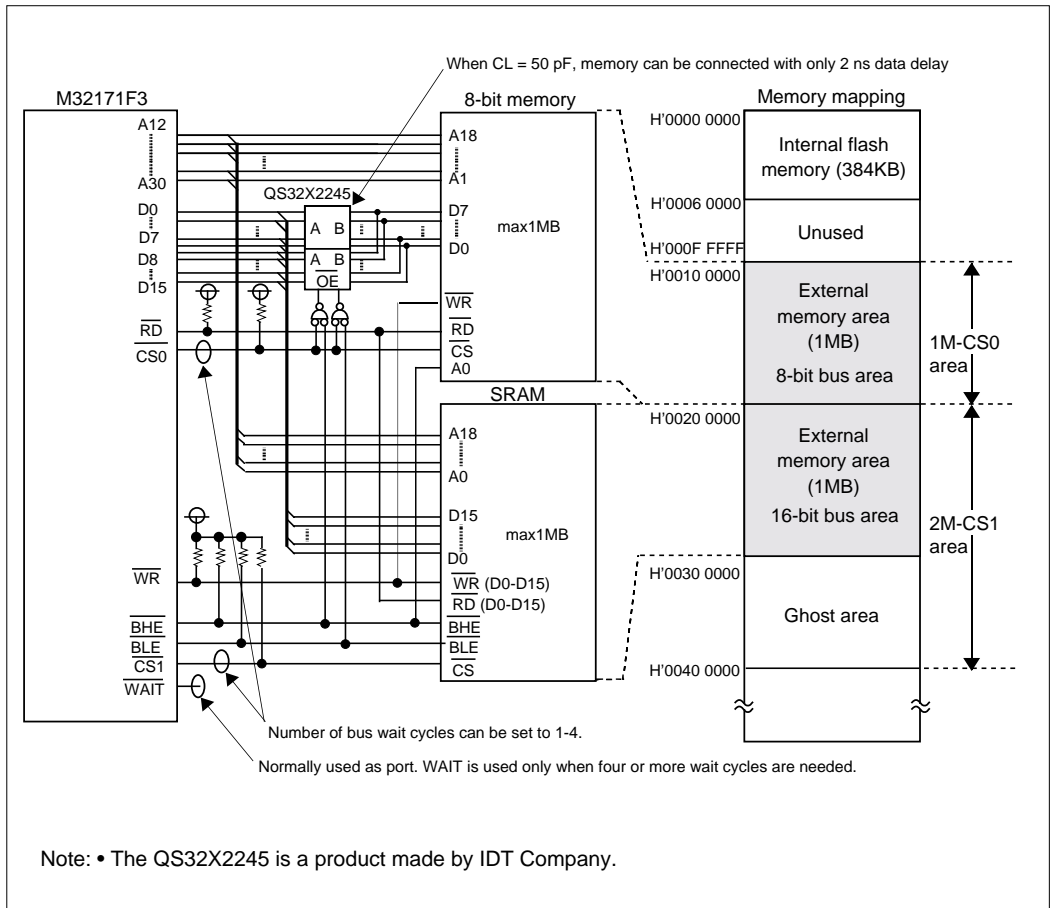 When CL = 50 pF, memory can be connected with only 2 ns data delay
M32171F3
8-bit memory
Memory mapping
A12
A30
D0
D7
D8
D15
RD
CS0
WR
BHE
BLE
CS1
WAIT
QS32X2245
A B
A B
OE
A18
A1
D7
D0
max1MB
WR
RD
CS
A0
SRAM
A18
A0
D15
D0
max1MB
WR (D0-D15)
RD (D0-D15)
BHE
BLE
CS
H'0000 0000
Internal flash
memory (384KB)
H'0006 0000
Unused
H'000F FFFF
H'0010 0000
External
memory area
(1MB)
8-bit bus area
1M-CS0
area
H'0020 0000
External
memory area
(1MB)
16-bit bus area
2M-CS1
area
H'0030 0000
Ghost area
H'0040 0000
Number of bus wait cycles can be set to 1-4.
Normally used as port. WAIT is used only when four or more wait cycles are needed.
Note: • The QS32X2245 is a product made by IDT Company.